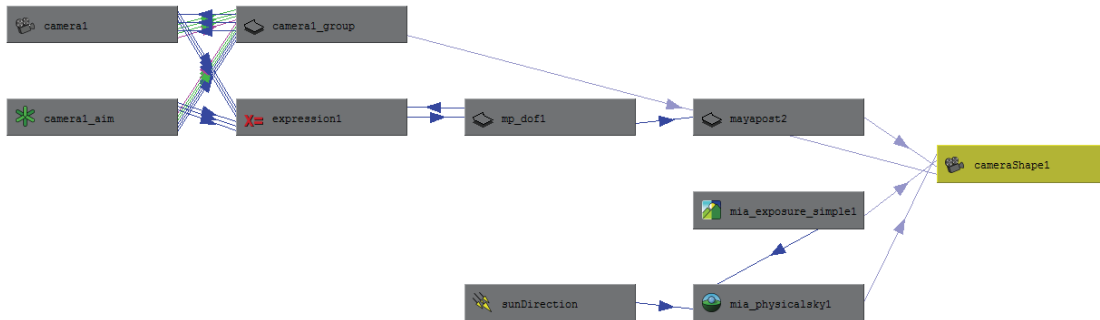 camera1
camera1_group
camera1_aim
X= expression1
mp_dof1
mayapost2
cameraShape1
mia_exposure_simple1
sunDirection
mia_physicalsky1